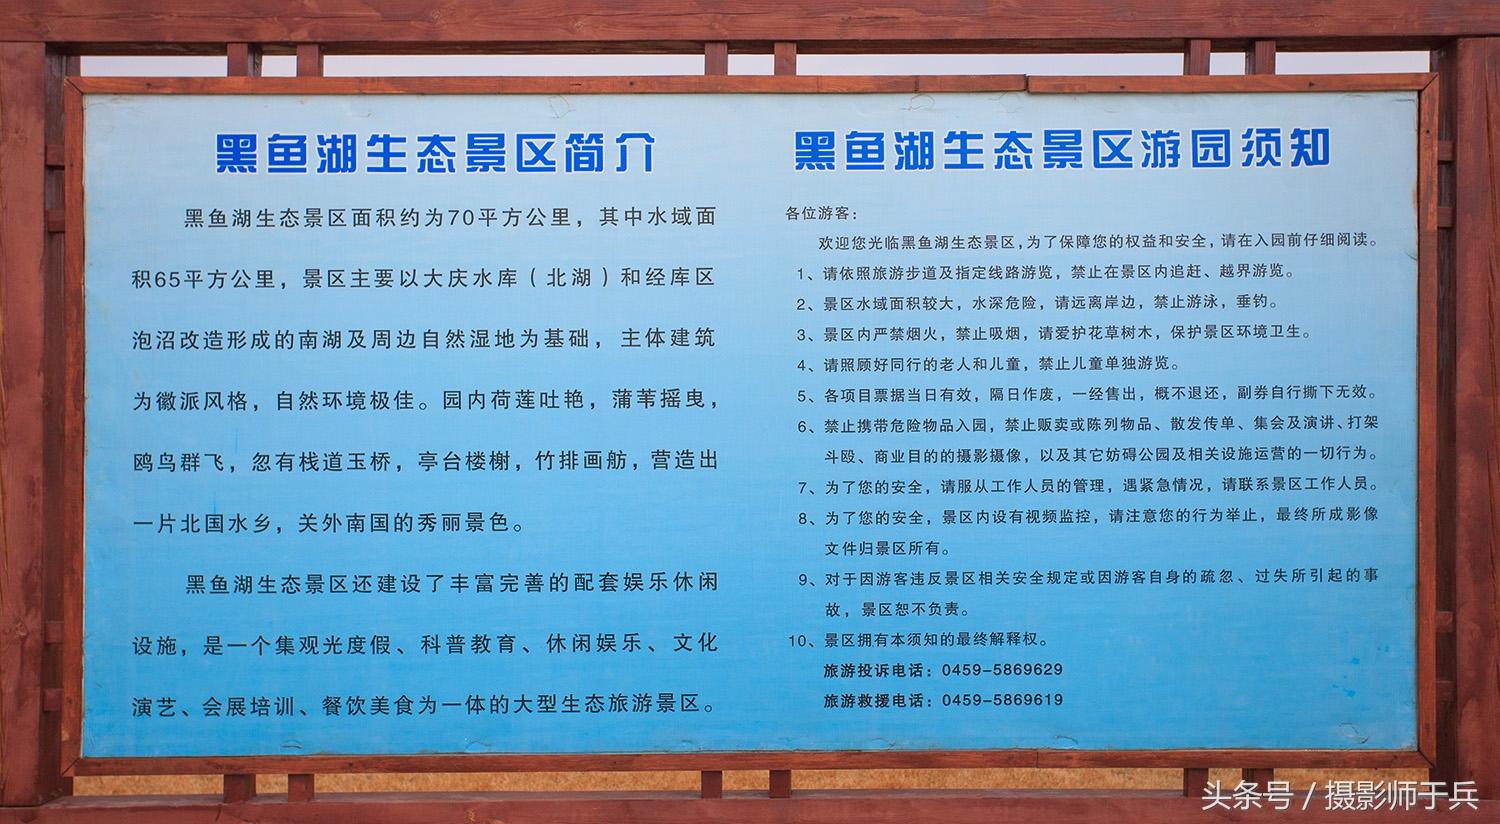 黑鱼湖生态景区简介
黑鱼湖生态景区面积约为70平方公里，其中水域面
积65平方公里，景区主要以大庆水库（北湖）和经库区
泡沼改造形成的南湖及周边自然湿地为基础，主体建筑
为徽派风格，自然环境极佳。园内荷莲吐艳，蒲苇摇曳，
鸥鸟群飞，忽有栈道玉桥，亭台楼榭，竹排画舫，营造出
一片北国水乡，关外南国的秀丽景色。
黑鱼湖生态景区还建设了丰富完善的配套娱乐休闲
设施，是一个集观光度假、科普教育、休闲娱乐、文化
演艺、会展培训、餐饮美食为一体的大型生态旅游景区。
黑鱼湖生态景区游园须知
各位游客：
欢迎您光临黑鱼湖生态景区，为了保障您的权益和安全，请在入园前仔细阅读。
1、请依照旅游步道及指定线路游览，禁止在景区内追赶、越界游览。
2、景区水域面积较大，水深危险，请远离岸边，禁止游泳，垂钓。
3、景区内严禁烟火，禁止吸烟，请爱护花草树木，保护景区环境卫生。
4、请照顾好同行的老人和儿童，禁止儿童单独游览。
5、各项目票据当日有效，隔日作废，一经售出，概不退还，副券自行撕下无效。
6、禁止携带危险物品入园，禁止贩卖或陈列物品、散发传单、集会及演讲、打架
斗殴、商业目的的摄影摄像，以及其它妨碍公园及相关设施运营的一切行为。
7、为了您的安全，请服从工作人员的管理，遇紧急情况，请联系景区工作人员。
8、为了您的安全，景区内设有视频监控，请注意您的行为举止，最终所成影像
文件归景区所有。
9、对于因游客违反景区相关安全规定或因游客自身的疏忽、过失所引起的事
故，景区恕不负责。
10、景区拥有本须知的最终解释权。
旅游投诉电话：0459-5869629
旅游救援电话：0459-5869619
头条号 / 摄影师于兵